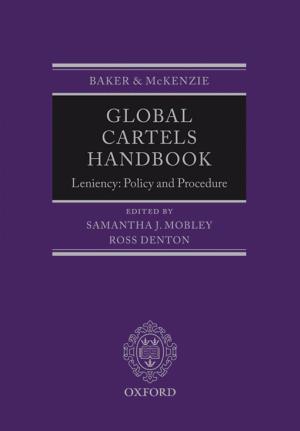 BAKER & McKENZIE
GLOBAL
CARTELS
HANDBOOK
Leniency: Policy and Procedure
EDITED BY
SAMANTHA J. MOBLEY
ROSS DENTON
OXFORD